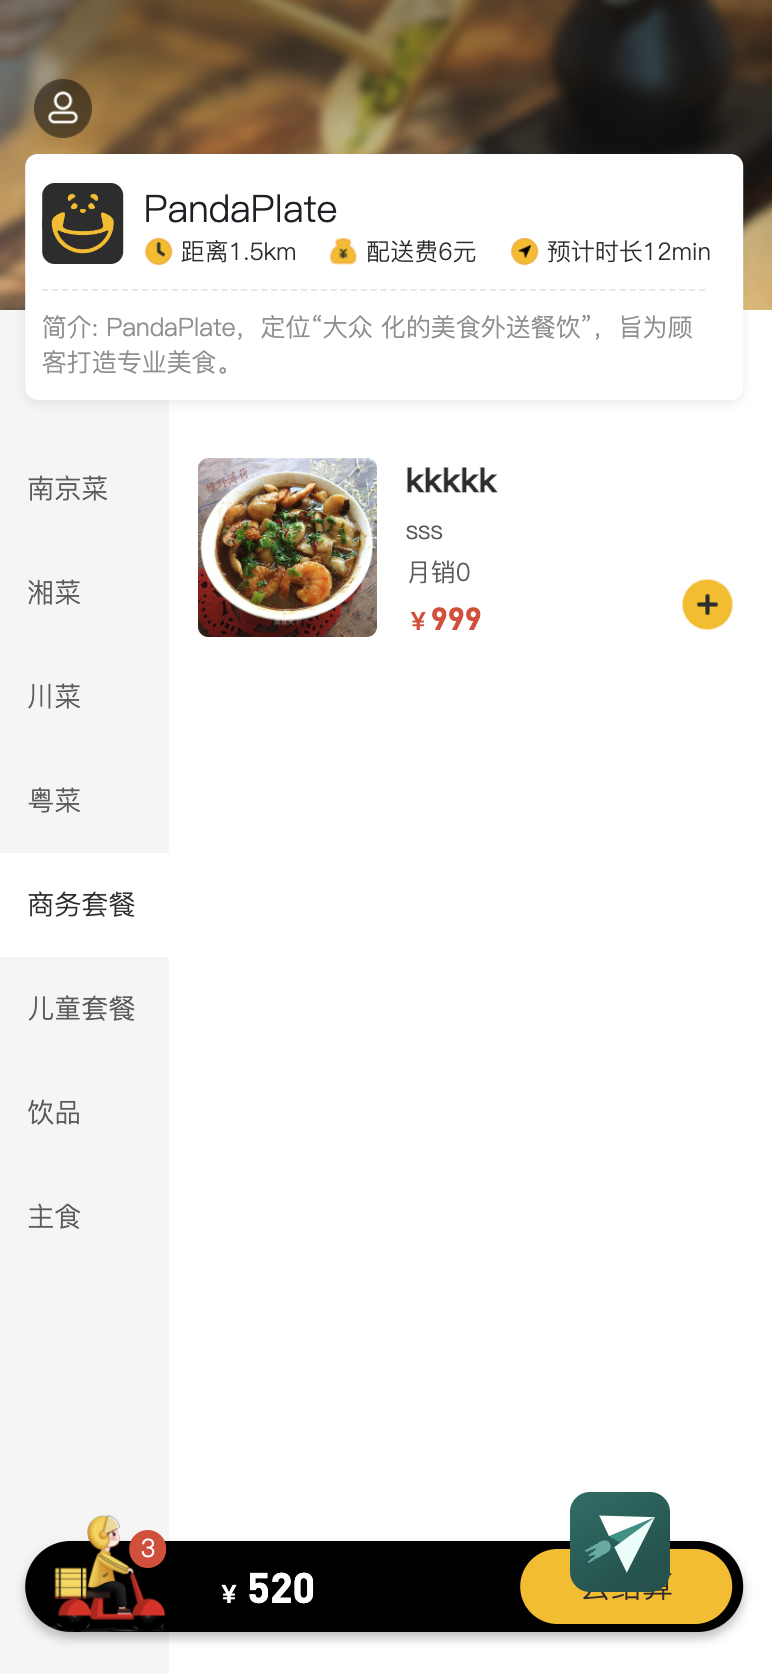 PandaPlate
距离1.5km 配送费6元 预计时长12min
简介: PandaPlate，定位“大众 化的美食外送餐饮”，旨为顾
客打造专业美食。
南京菜
湘菜
川菜
粤菜
商务套餐
儿童套餐
饮品
主食
kkkkk
sss
月销0
¥999
3
¥ 520
去结算